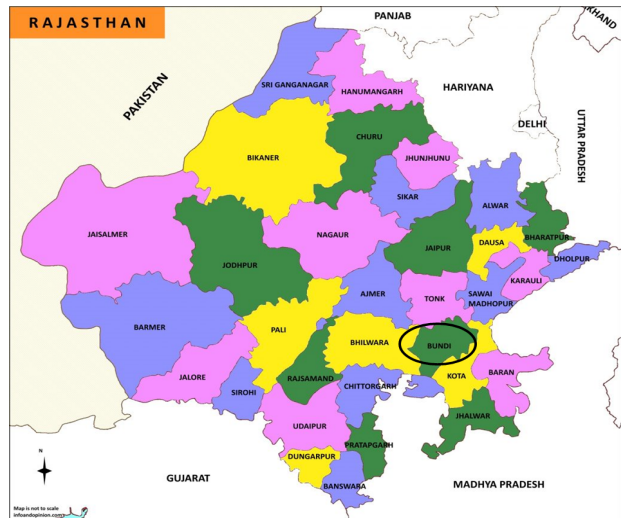 RAJASTHAN
PANJAB
KHAND
PAKISTAN
SRI GANGANAGAR
HANUMANGARH
HARIYANA
DELHI
UTTAR PRADESH
CHURU
BIKANER
JHUNJHUNU
SIKAR
ALWAR
JAISALMER
NAGAUR
JAIPUR
DAUSA
BHARATPUR
JODHPUR
DHOLPUR
KARAULI
AJMER
TONK
SAWAI
MADHOPUR
BARMER
PALI
BHILWARA
BUNDI
JALORE
SIROHI
RAJSAMAND
CHITTORGARH
KOTA
BARAN
JHALWAR
UDAIPUR
PRATAPGARH
DUNGARPUR
BANSWARA
GUJARAT
MADHYA PRADESH
N
Map is not to scale
infoandopinion.com